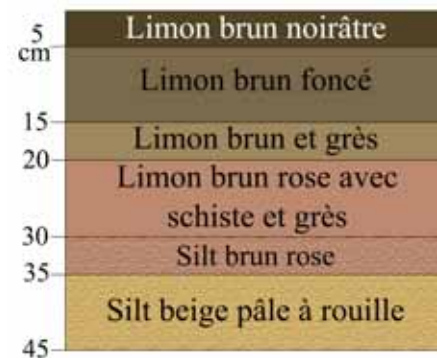 Limon brun noirâtre
5
cm
Limon brun foncé
15
Limon brun et grès
20
Limon brun rose avec
schiste et grès
30
Silt brun rose
35
Silt beige pâle à rouille
45